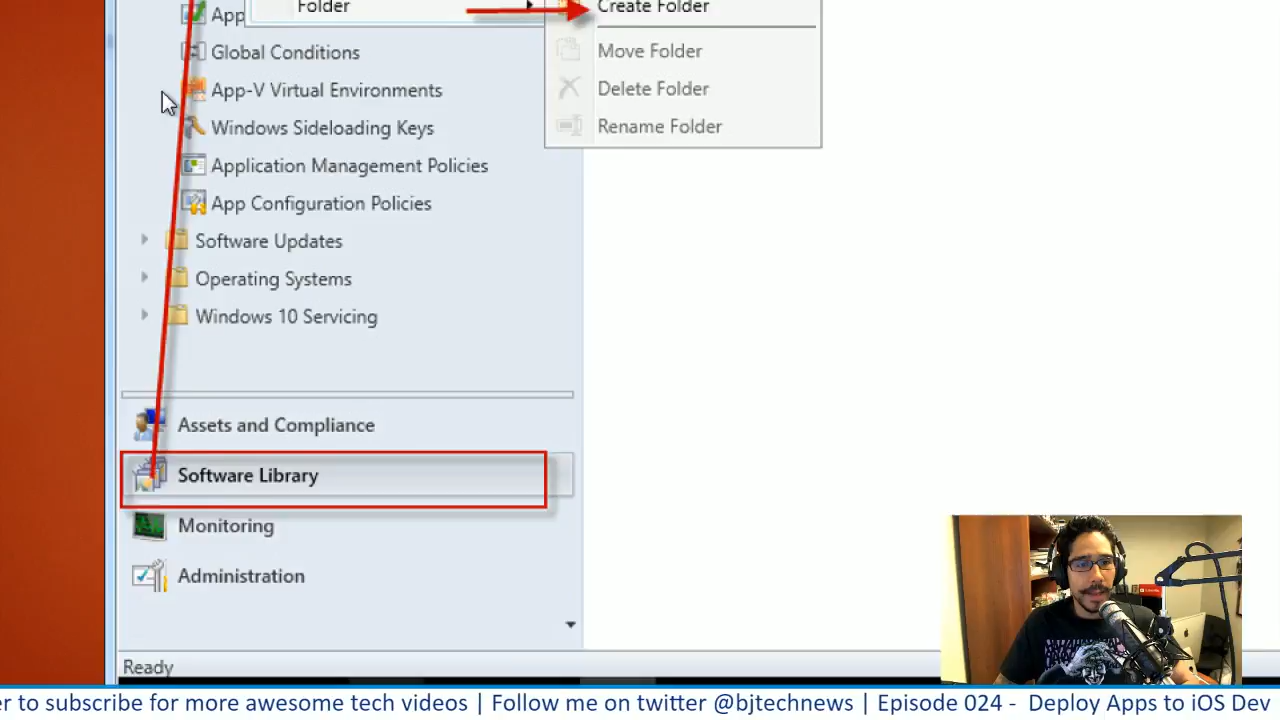 Folder
Create Folder
App
Global Conditions
Move Folder
App-V Virtual Environments
Delete Folder
Windows Sideloading Keys
Rename Folder
Application Management Policies
App Configuration Policies
Software Updates
Operating Systems
Windows 10 Servicing
Assets and Compliance
Software Library
Monitoring
Administration
Ready
er to subscribe for more awesome tech videos | Follow me on twitter @bjtechnews | Episode 024 - Deploy Apps to iOS Dev